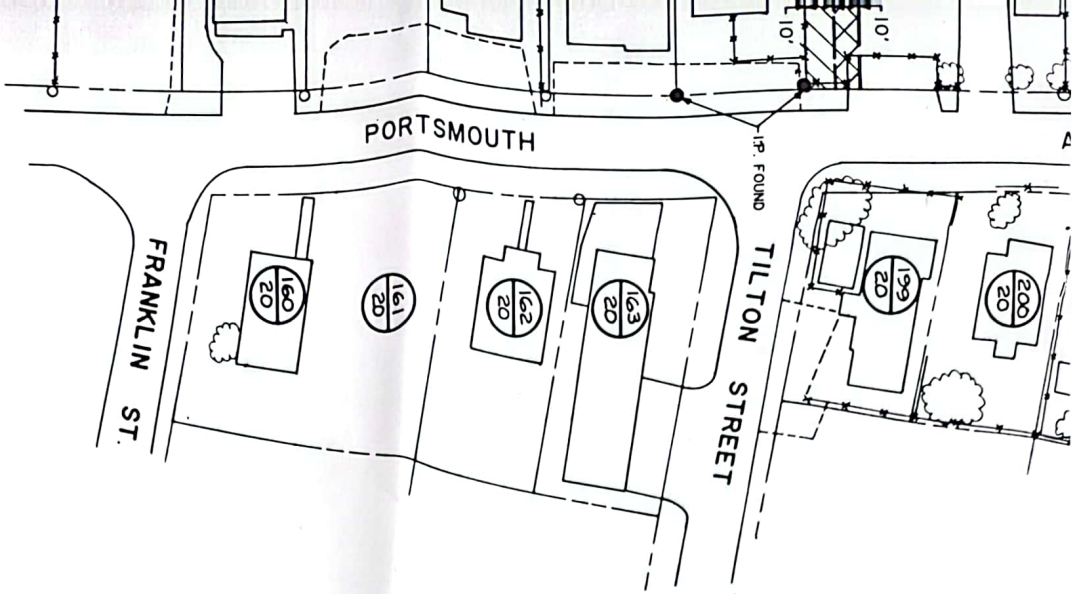 10'
10'
PORTSMOUTH
A
I.P. FOUND
FRANKLIN ST.
TILTON STREET
160
20
161
20
162
20
163
20
199
20
200
20